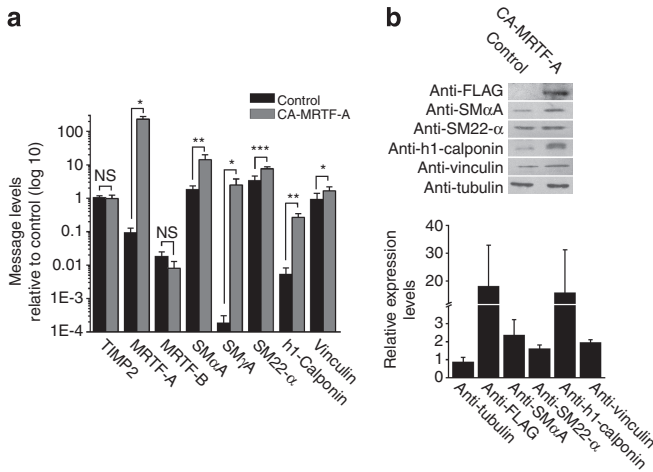 a
Control
CA-MRTF-A
Message levels
relative to control (log 10)
100
10
1
0.1
0.01
1E–3
1E–4
NS
*
NS
**
*
***
**
*
TIMP2
MRTF-A
MRTF-B
SMαA
SMγA
SM22-α
h1-Calponin
Vinculin
b
Control
CA-MRTF-A
Anti-FLAG
Anti-SMαA
Anti-SM22-α
Anti-h1-calponin
Anti-vinculin
Anti-tubulin
Relative expression
levels
40
20
2
1
0
Anti-tubulin
Anti-FLAG
Anti-SMαA
Anti-SM22-α
Anti-h1-calponin
Anti-vinculin